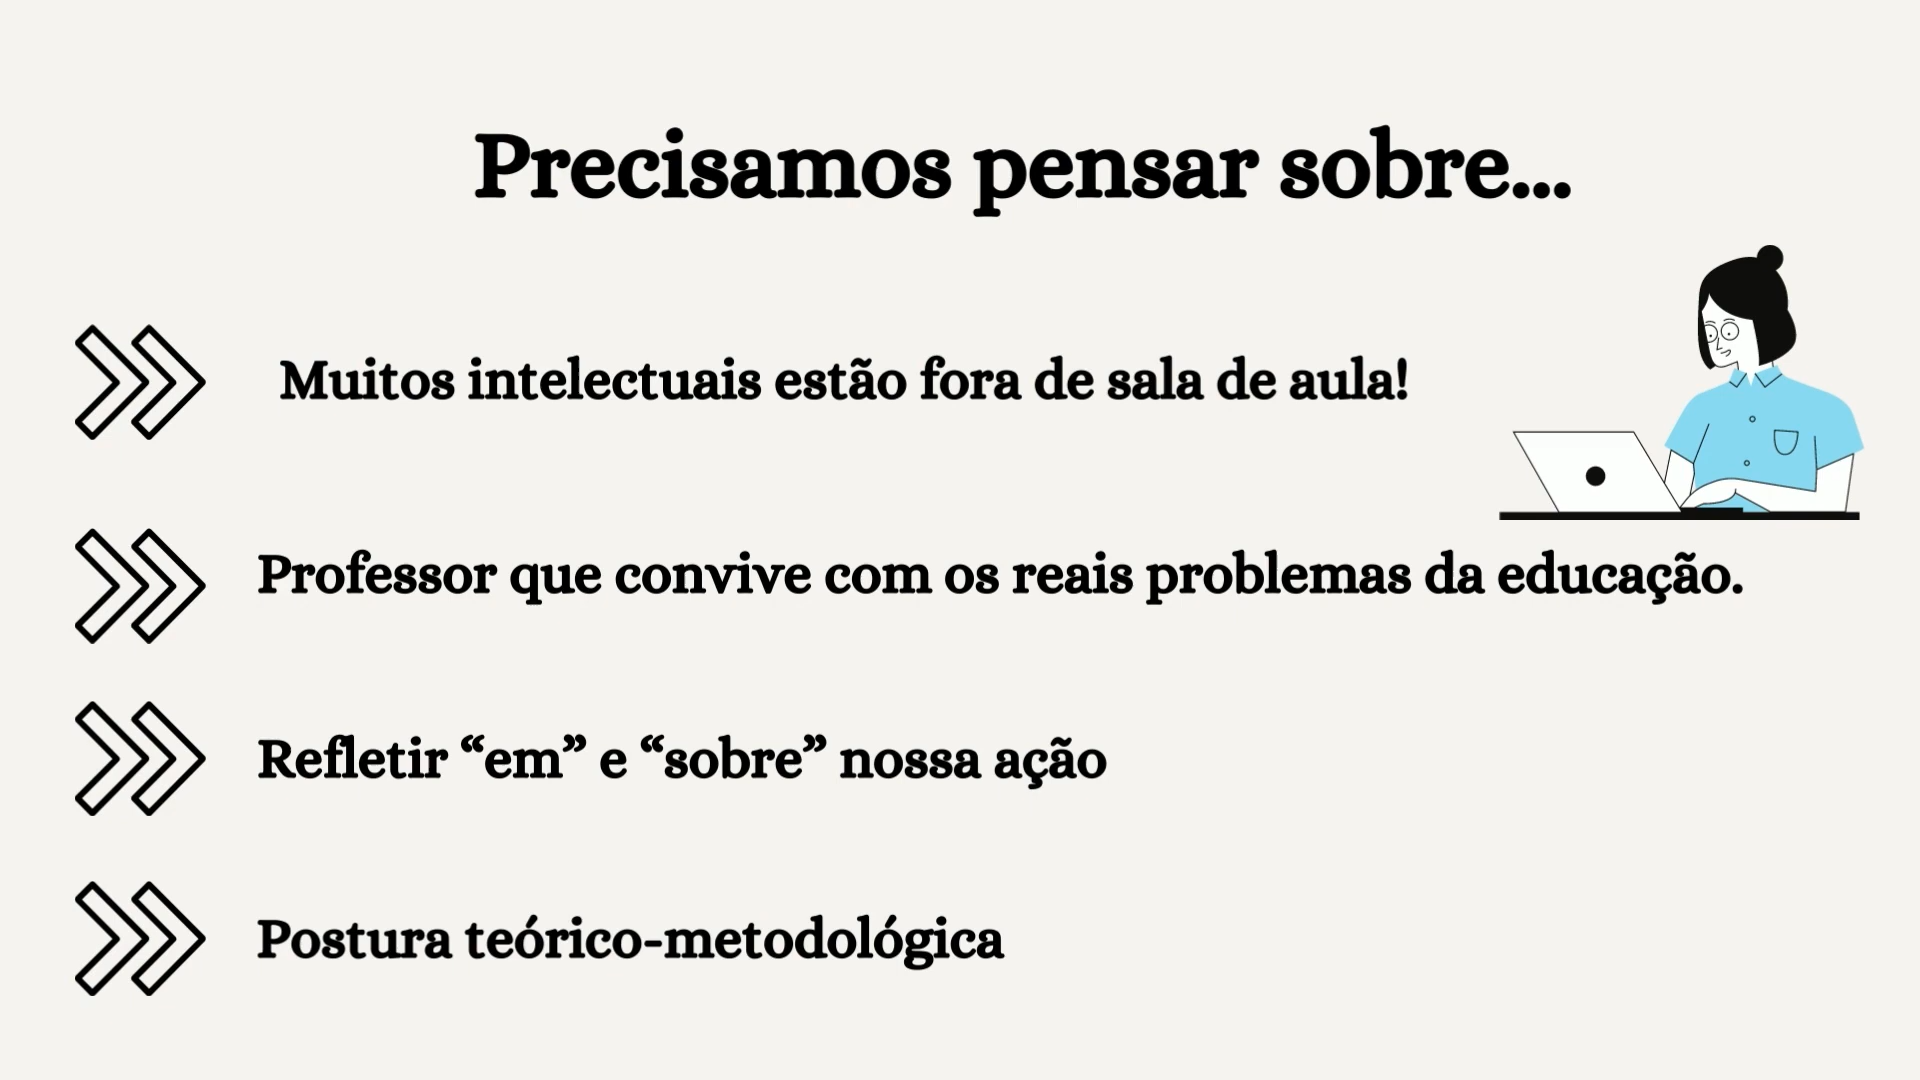 Precisamos pensar sobre...
Muitos intelectuais estão fora de sala de aula!
Professor que convive com os reais problemas da educação.
Refletir “em” e “sobre” nossa ação
Postura teórico-metodológica